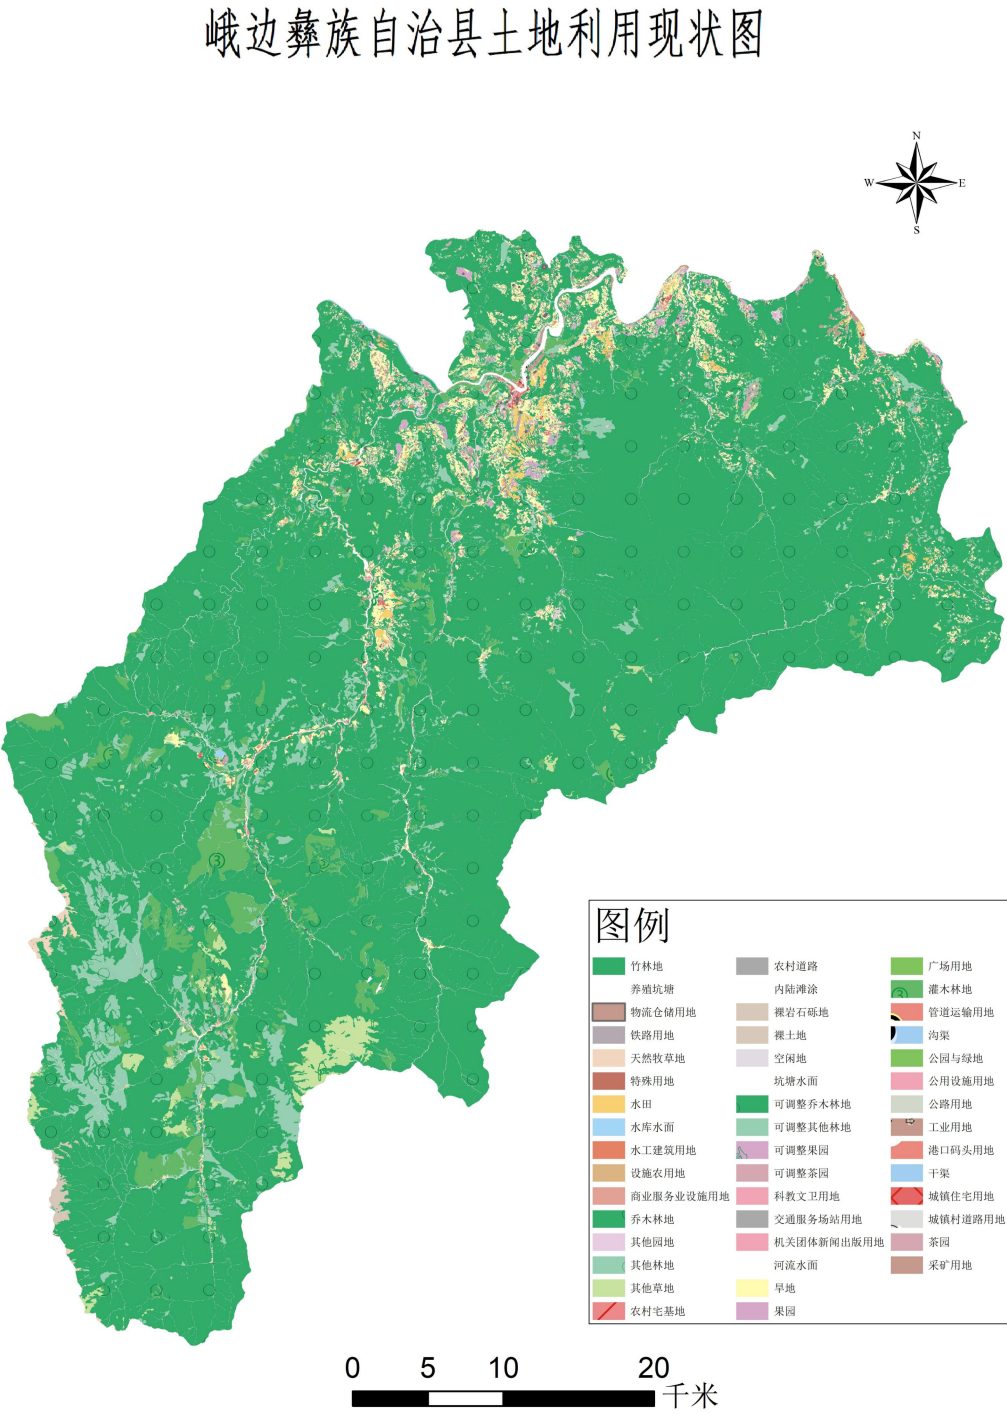 峨边彝族自治县土地利用现状图
N
W
E
S
③
图例
竹林地
养殖坑塘
物流仓储用地
铁路用地
天然牧草地
特殊用地
水田
水库水面
水工建筑用地
设施农用地
商业服务业设施用地
乔木林地
其他园地
其他林地
其他草地
农村宅基地
农村道路
内陆滩涂
裸岩石砾地
裸土地
空闲地
坑塘水面
可调整乔木林地
可调整其他林地
可调整果园
可调整茶园
科教文卫用地
交通服务场站用地
机关团体新闻出版用地
河流水面
旱地
果园
广场用地
③
灌木林地
管道运输用地
沟渠
公园与绿地
公用设施用地
公路用地
工业用地
港口码头用地
干渠
城镇住宅用地
城镇村道路用地
茶园
采矿用地
0 5 10 20
千米